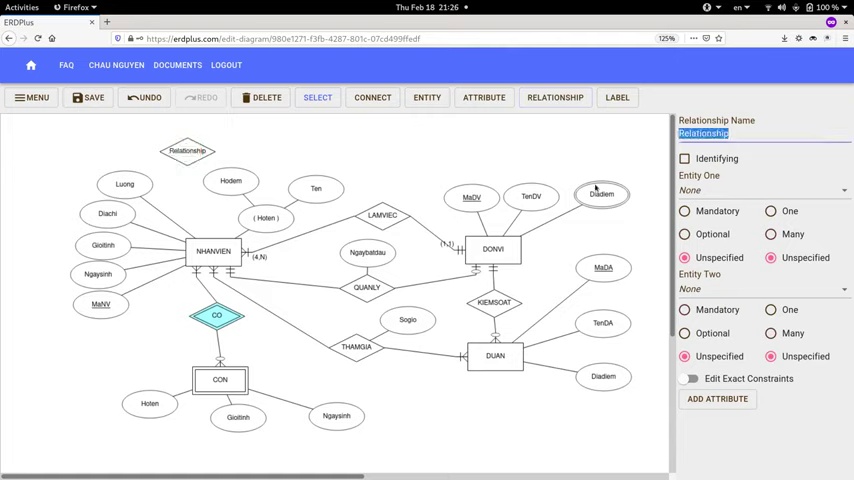 Activities Firefox Thu Feb 18 21:26 en 100 %
ERDPlus
https://erdplus.com/edit-diagram/980e1271-f3fb-4287-801c-07cd499ffedf 125%
FAQ CHAU NGUYEN DOCUMENTS LOGOUT
MENU SAVE UNDO REDO DELETE SELECT CONNECT ENTITY ATTRIBUTE RELATIONSHIP LABEL
Relationship Name
Relationship
Identifying
Entity One
None
Mandatory One
Optional Many
Unspecified Unspecified
Entity Two
None
Mandatory One
Optional Many
Unspecified Unspecified
Edit Exact Constraints
ADD ATTRIBUTE
Relationship
Luong
Hodem
Ten
Diachi
( Hoten )
LAMVIEC
MaDV
TenDV
Diadiem
Gioitinh
NHANVIEN
(4,N)
(1,1)
DONVI
Ngaybatdau
Ngaysinh
MaDA
MaNV
QUANLY
KIEMSOAT
CO
Sogio
TenDA
THAMGIA
DUAN
CON
Diadiem
Hoten
Gioitinh
Ngaysinh